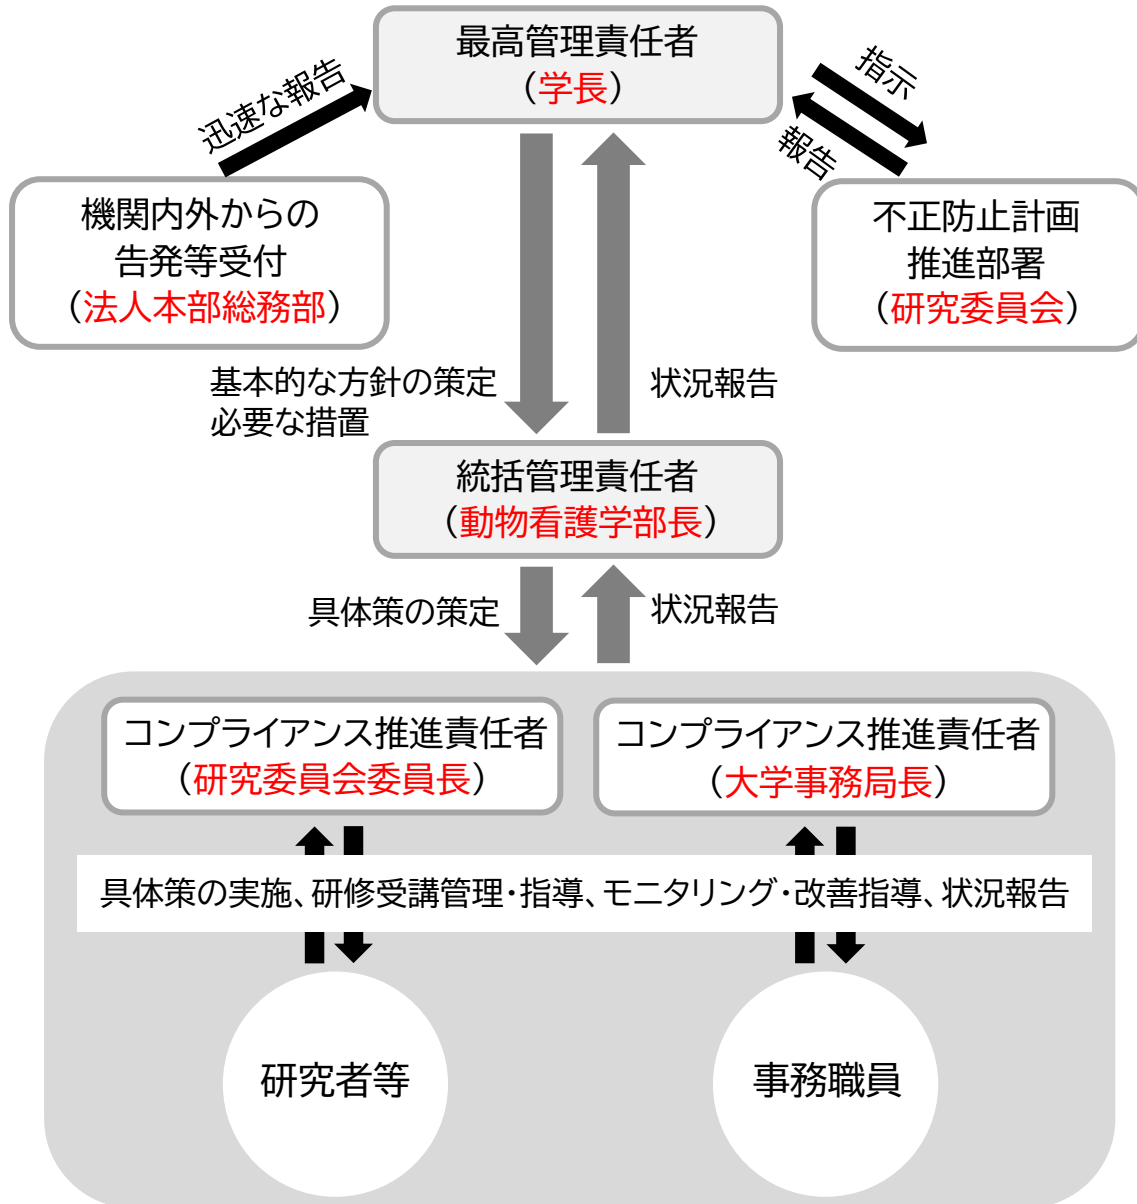 最高管理責任者
（学長）
迅速な報告
指示
報告
機関内外からの
告発等受付
（法人本部総務部）
不正防止計画
推進部署
（研究委員会）
基本的な方針の策定
必要な措置
状況報告
統括管理責任者
（動物看護学部長）
具体策の策定
状況報告
コンプライアンス推進責任者
（研究委員会委員長）
コンプライアンス推進責任者
（大学事務局長）
具体策の実施、研修受講管理・指導、モニタリング・改善指導、状況報告
研究者等
事務職員